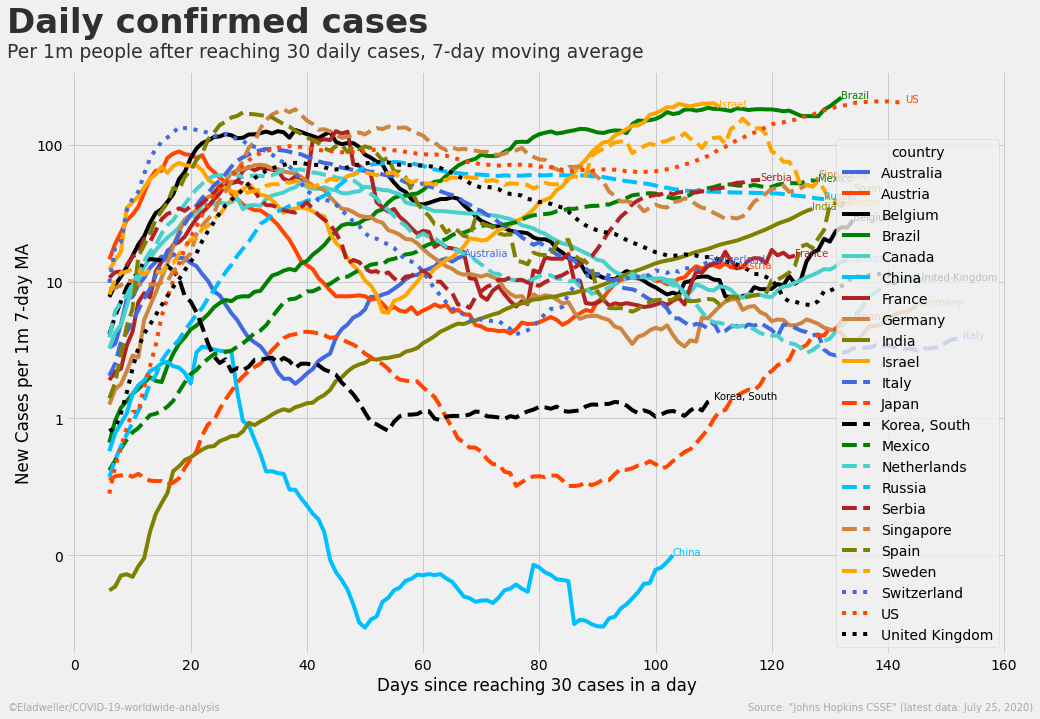 Daily confirmed cases
Per 1m people after reaching 30 daily cases, 7-day moving average
New Cases per 1m 7-day MA
100
10
1
0
0 20 40 60 80 100 120 140 160
Days since reaching 30 cases in a day
Israel
Brazil
US
Serbia
Mex
Spain
India
Sweden
Belgiu
Australia
France
United Kingdom
Italy
Korea, South
China
country
Australia
Austria
Belgium
Brazil
Canada
China
France
Germany
India
Israel
Italy
Japan
Korea, South
Mexico
Netherlands
Russia
Serbia
Singapore
Spain
Sweden
Switzerland
US
United Kingdom
©Eladweller/COVID-19-worldwide-analysis
Source: "Johns Hopkins CSSE" (latest data: July 25, 2020)